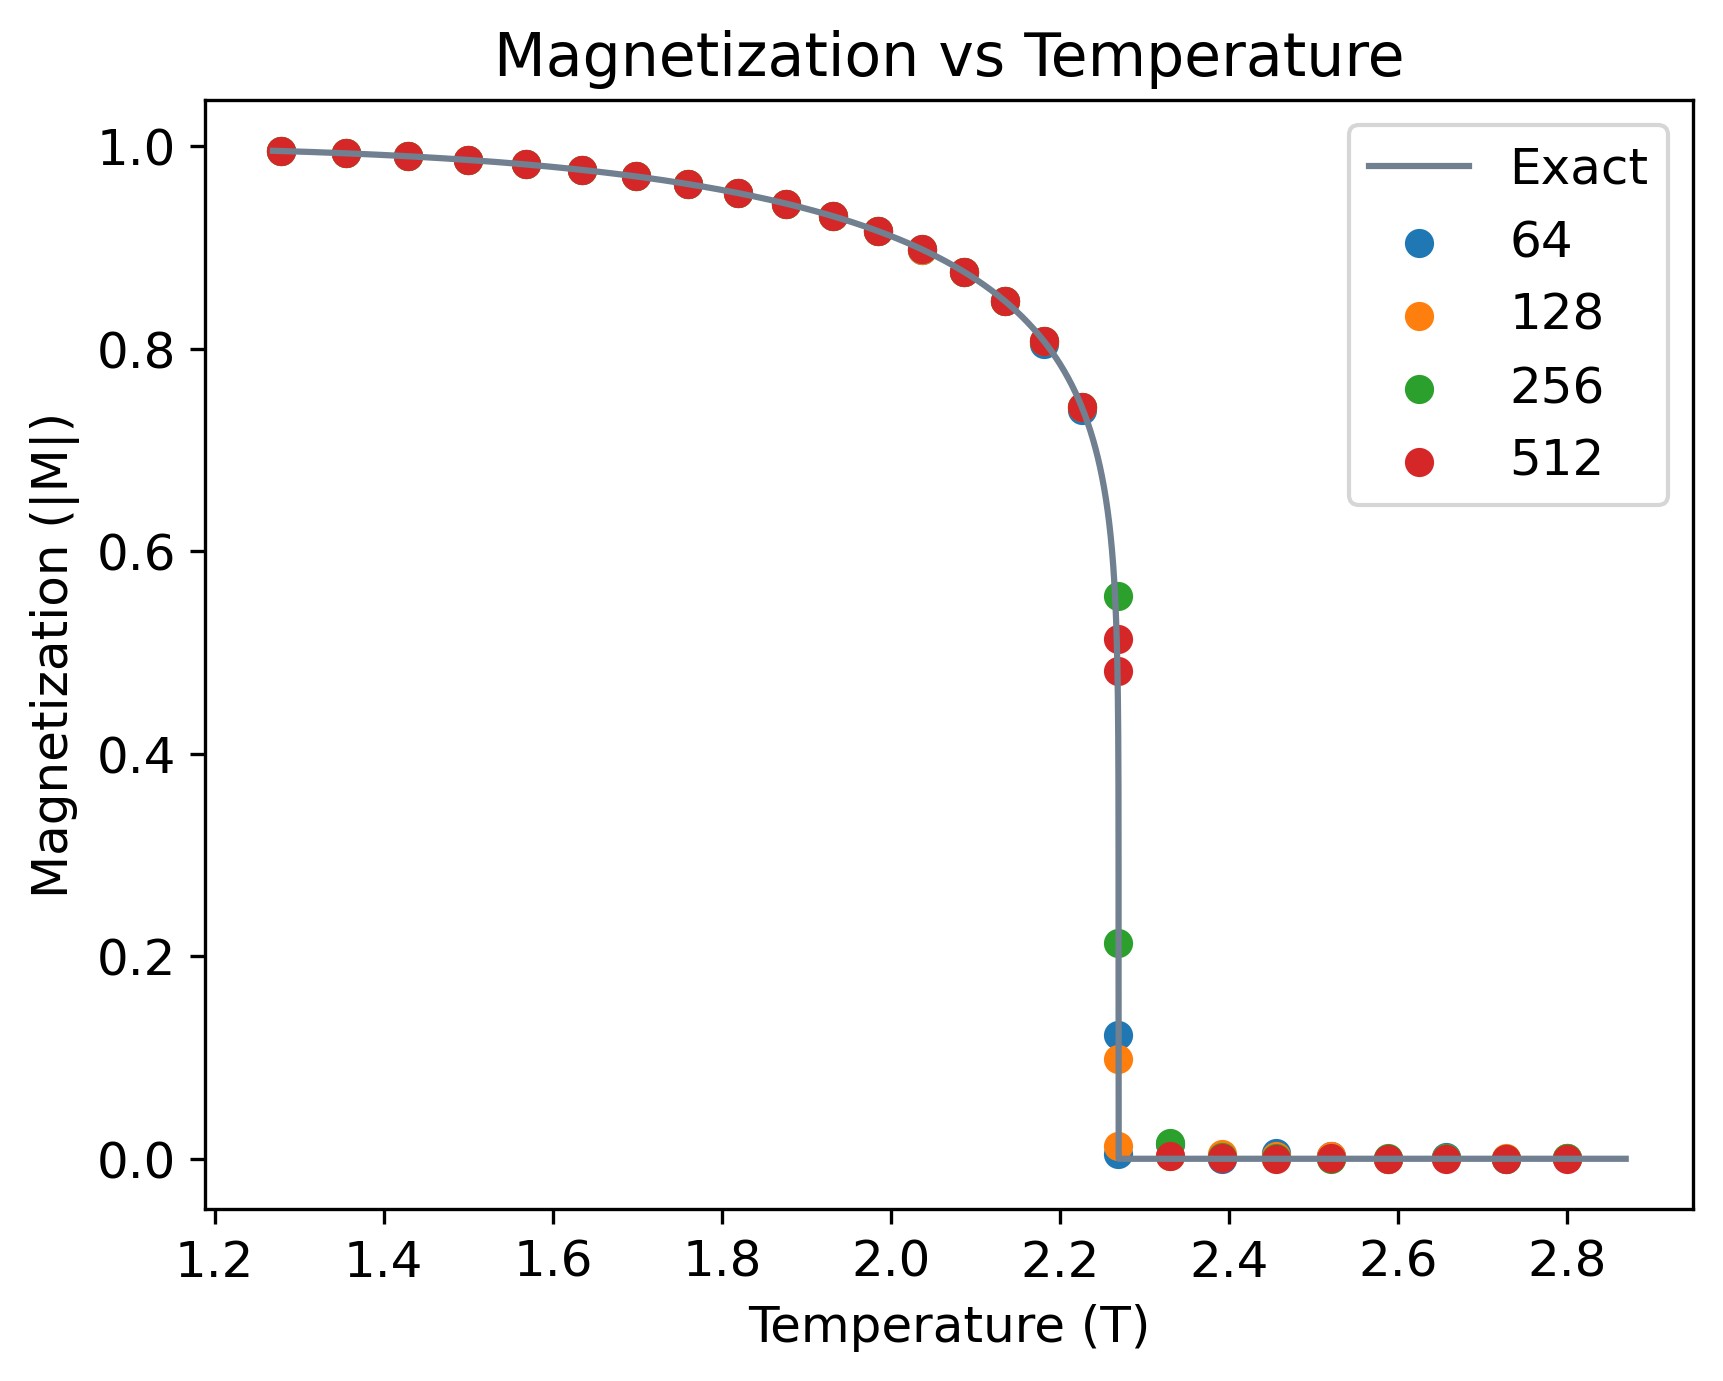 Magnetization vs Temperature
Magnetization (|M|)
1.0
0.8
0.6
0.4
0.2
0.0
Exact
64
128
256
512
1.2 1.4 1.6 1.8 2.0 2.2 2.4 2.6 2.8
Temperature (T)